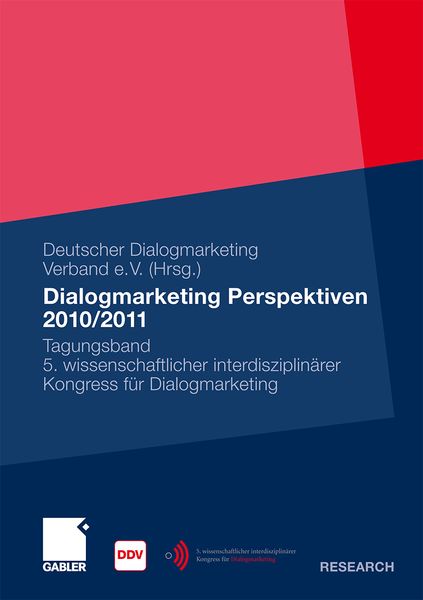 Deutscher Dialogmarketing
Verband e.V. (Hrsg.)
Dialogmarketing Perspektiven
2010/2011
Tagungsband
5. wissenschaftlicher interdisziplinärer
Kongress für Dialogmarketing
GABLER
DDV
5. wissenschaftlicher interdisziplinärer
Kongress für Dialogmarketing
RESEARCH